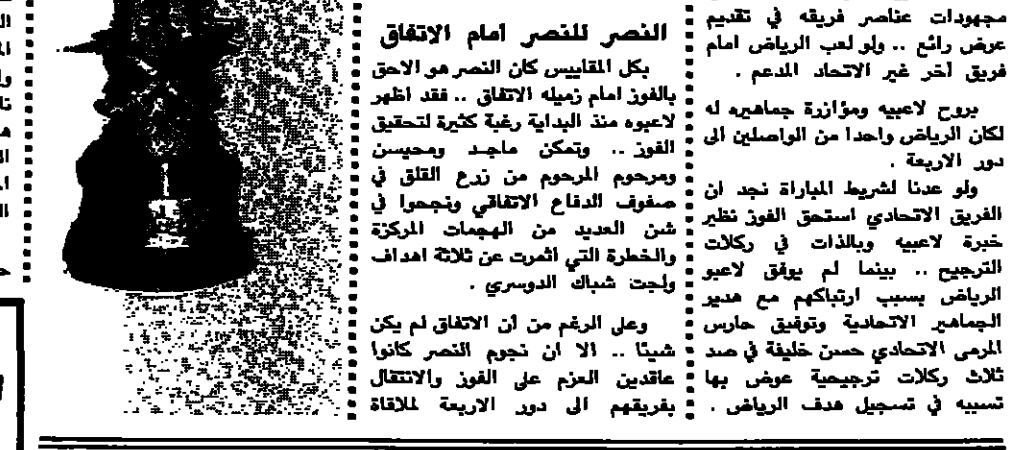 مجهودات عناصر فريقه في تقديم
عرض رائع .. ولو لعب الرياض امام
فريق آخر غير الاتحاد المدعم .
بروح لاعبيه ومؤازرة جماهيره له
لكان الرياض واحدا من الواصلين الى
دور الاربعة .
ولو عدنا لشريط المباراة نجد ان
الفريق الاتحادي استحق الفوز نظير
خبرة لاعبيه وبالذات في ركلات
الترجيح .. بينما لم يوفق لاعبو
الرياض بسبب ارتباكهم مع هدير
الجماهير الاتحادية وتوفيق حارس
المرمى الاتحادي حسن خليفة في صد
ثلاث ركلات ترجيحية عوض بها
تسببه في تسجيل هدف الرياض .
النصر للنصر امام الاتفاق
بكل المقاييس كان النصر هو الاحق
بالفوز امام زميله الاتفاق .. فقد اظهر
لاعبوه منذ البداية رغبة كثيرة لتحقيق
الفوز .. وتمكن ماجد ومحيسن
ومرحوم المرحوم من زرع القلق في
صفوف الدفاع الاتفاقي ونجحوا في
شن العديد من الهجمات المركزة
والخطرة التي اثمرت عن ثلاثة اهداف
ولجت شباك الدوسري .
وعلى الرغم من أن الاتفاق لم يكن
شيئا .. الا ان نجوم النصر كانوا
عاقدين العزم على الفوز والانتقال
بفريقهم الى دور الاربعة لملاقاة